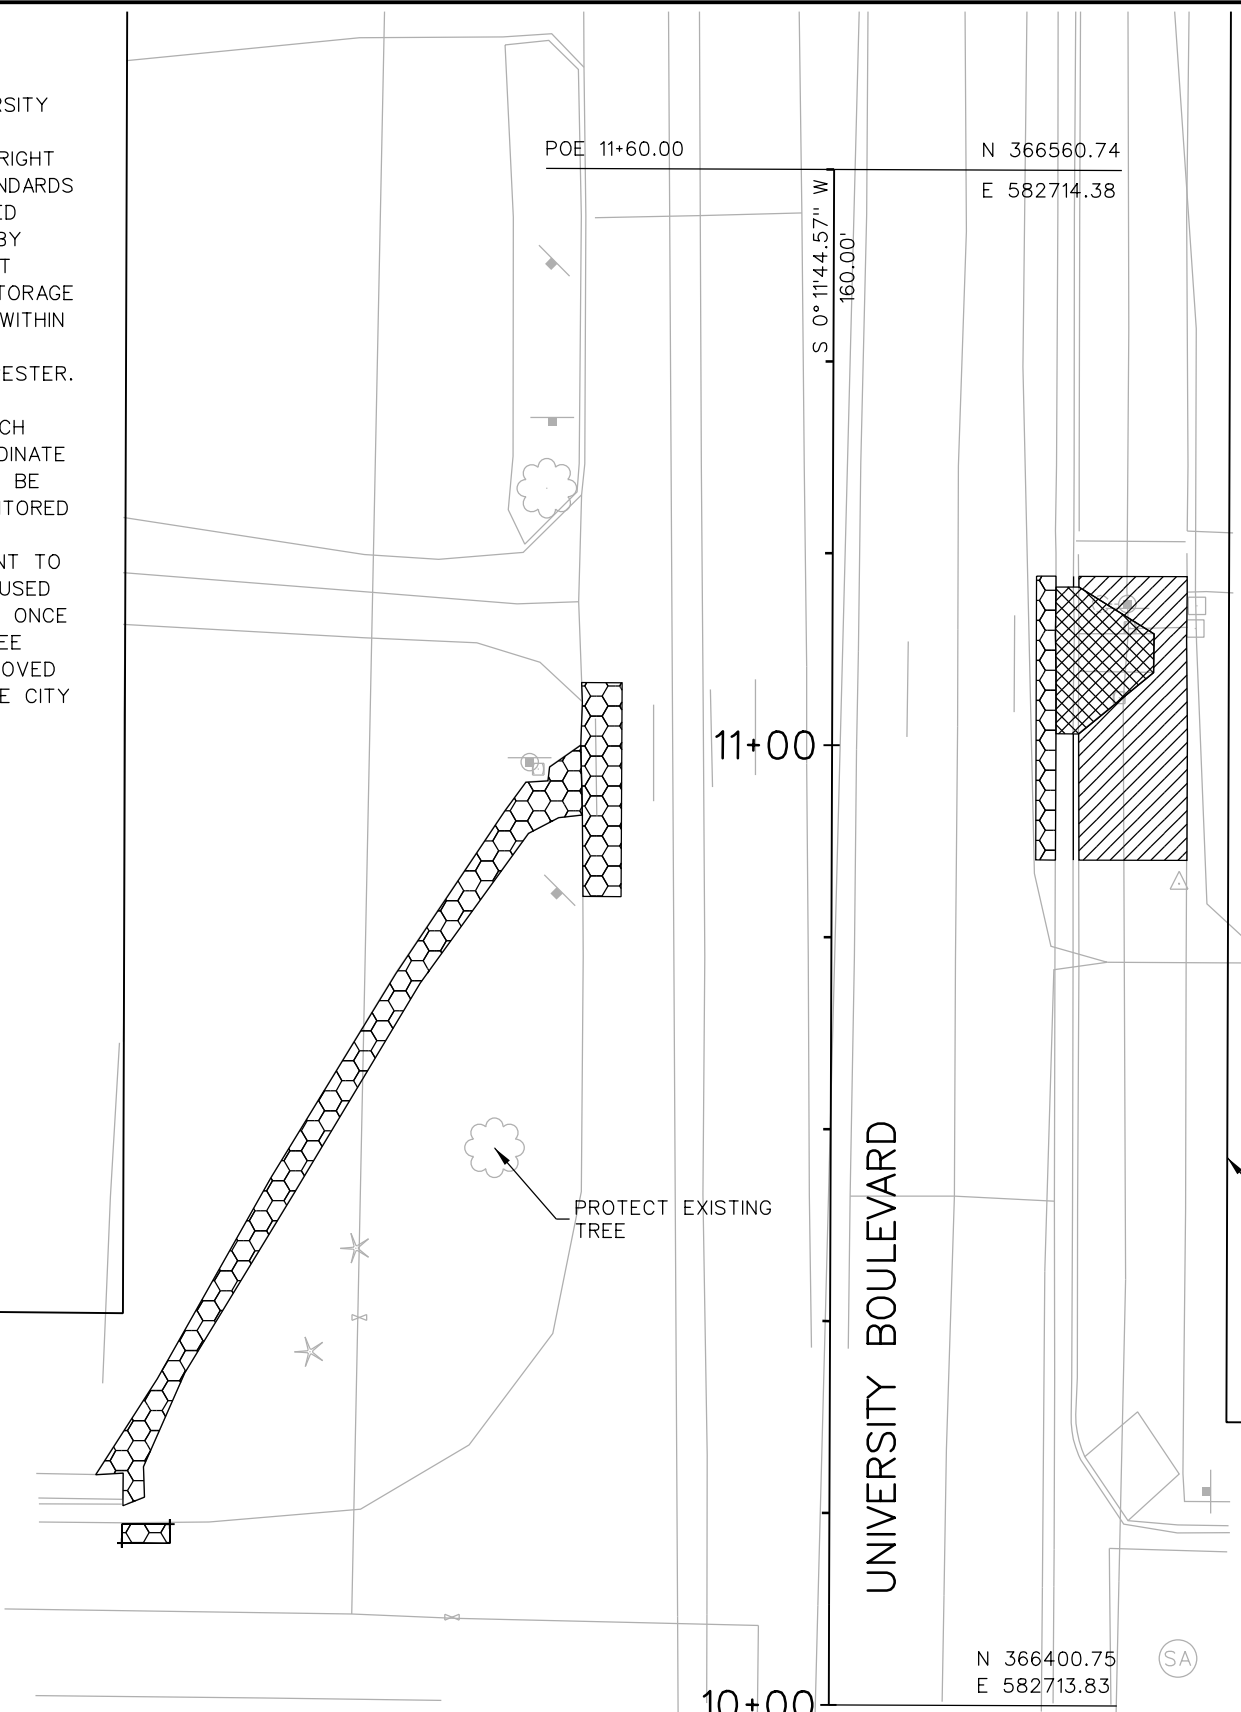 RSITY
RIGHT
NDARDS
ED
BY
T
TORAGE
WITHIN
ESTER.
CH
DINATE
BE
ITORED
NT TO
USED
ONCE
EE
OVED
E CITY
POE 11+60.00
N 366560.74
E 582714.38
S 0°11'44.57" W
160.00'
11+00
PROTECT EXISTING
TREE
UNIVERSITY BOULEVARD
N 366400.75
E 582713.83
SA
10+00